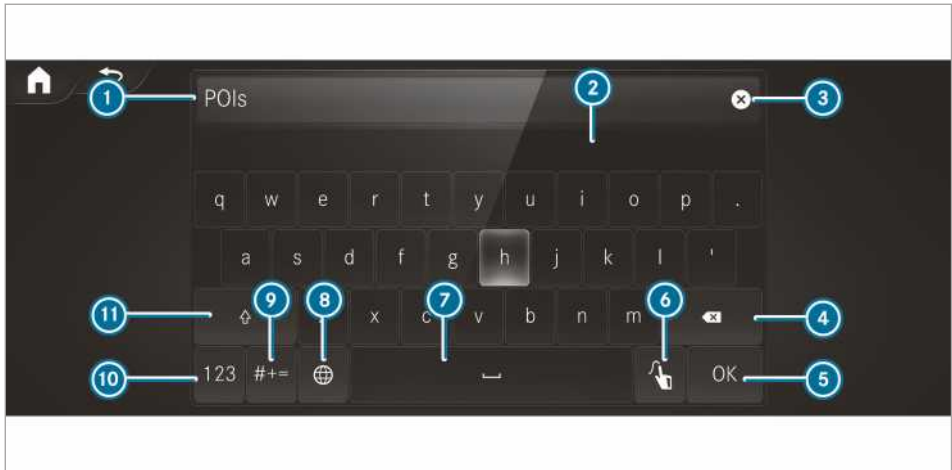 1 POIs 2 3
q w e r t y u i o p .
a s d f g h j k l '
11 9 8 x c v 7 b n m 6 4
10 123 #+= OK 5